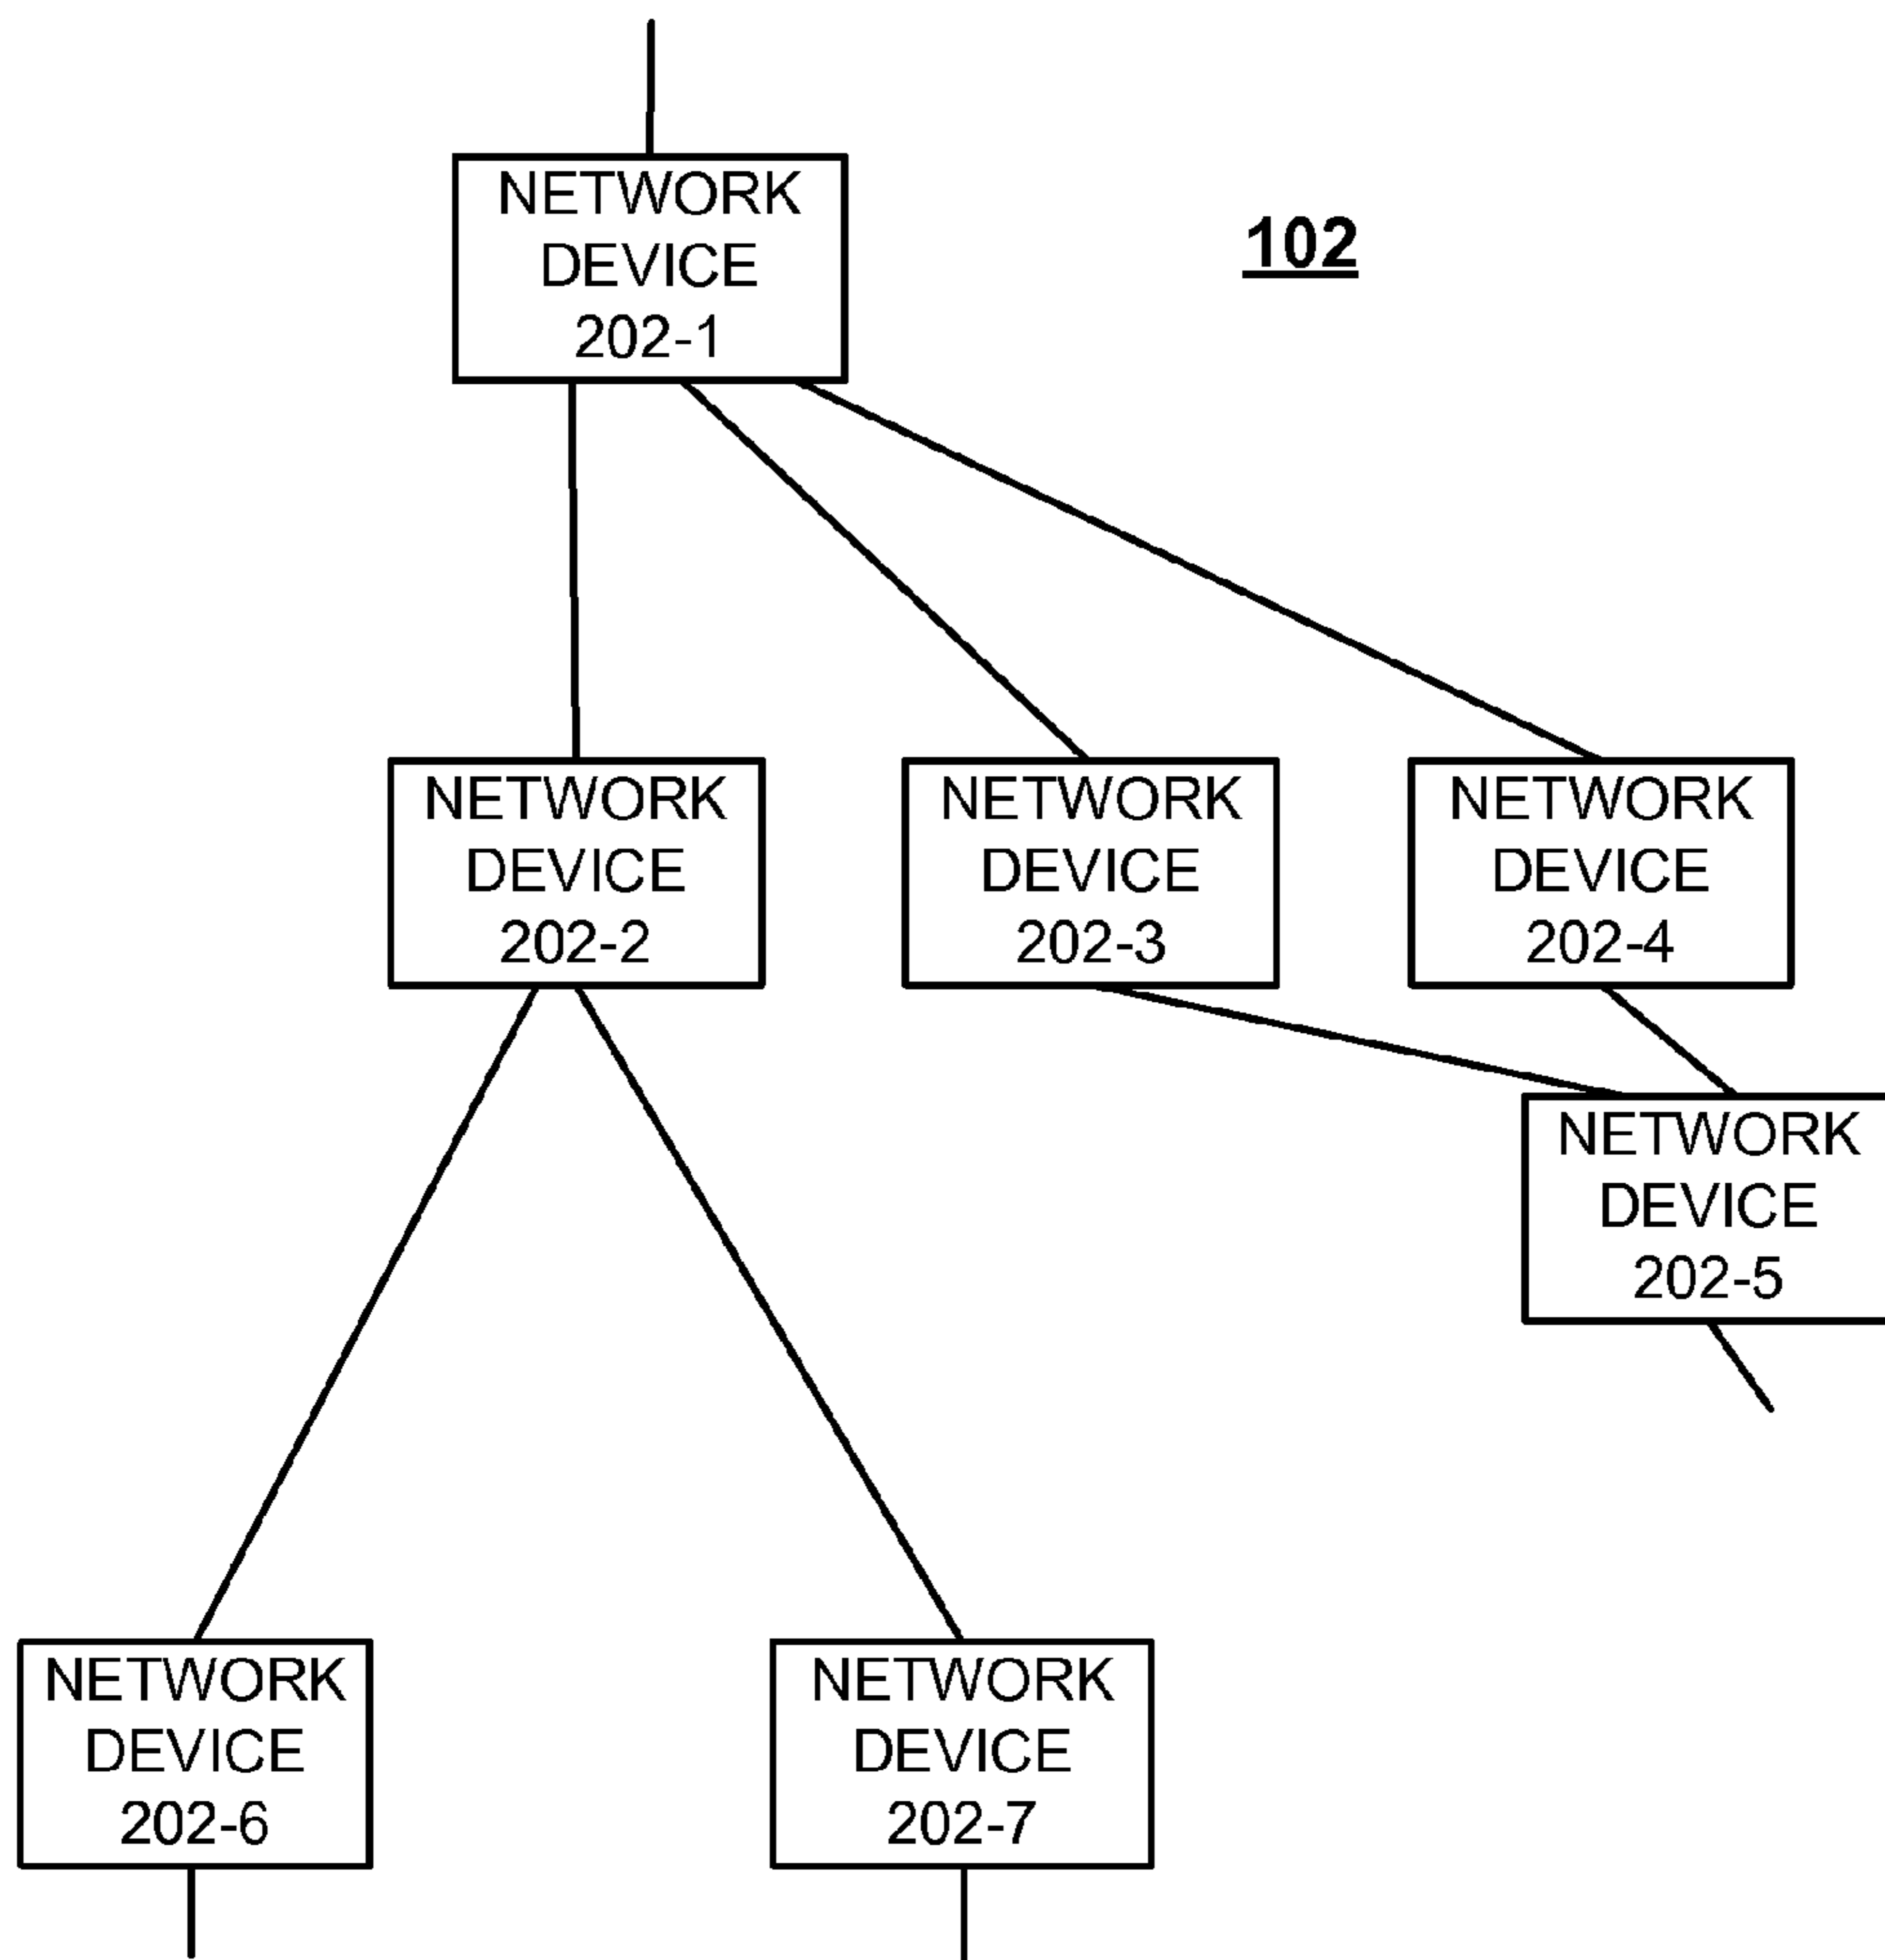 NETWORK
DEVICE
202-1
102
NETWORK
DEVICE
202-2
NETWORK
DEVICE
202-3
NETWORK
DEVICE
202-4
NETWORK
DEVICE
202-5
NETWORK
DEVICE
202-6
NETWORK
DEVICE
202-7